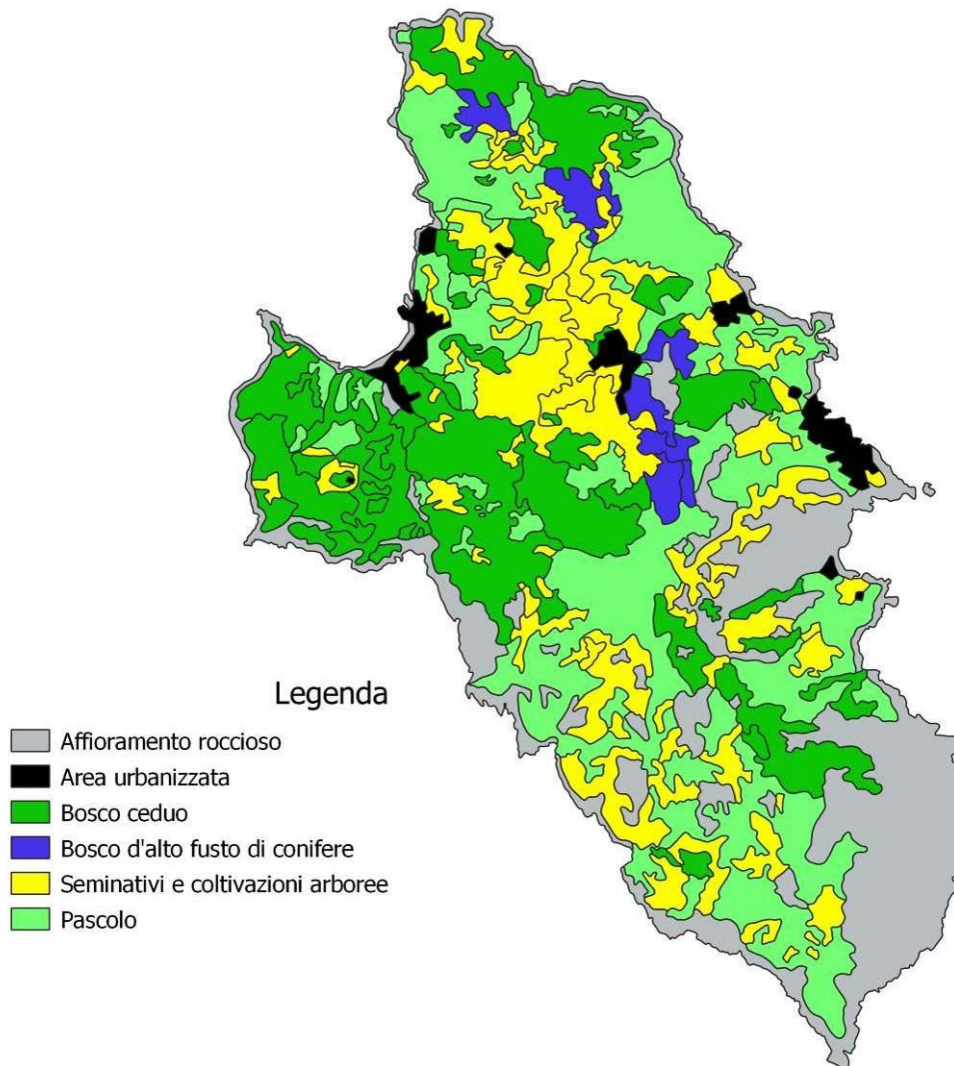 Legenda
Affioramento roccioso
Area urbanizzata
Bosco ceduo
Bosco d'alto fusto di conifere
Seminativi e coltivazioni arboree
Pascolo